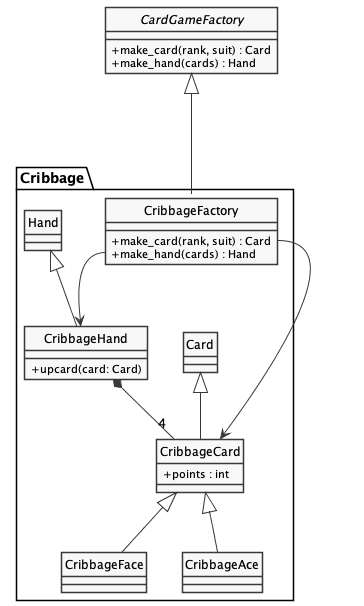 CardGameFactory
+make_card(rank, suit) : Card
+make_hand(cards) : Hand
Cribbage
CribbageFactory
+make_card(rank, suit) : Card
+make_hand(cards) : Hand
Hand
CribbageHand
+upcard(card: Card)
Card
4
CribbageCard
+points : int
CribbageFace
CribbageAce